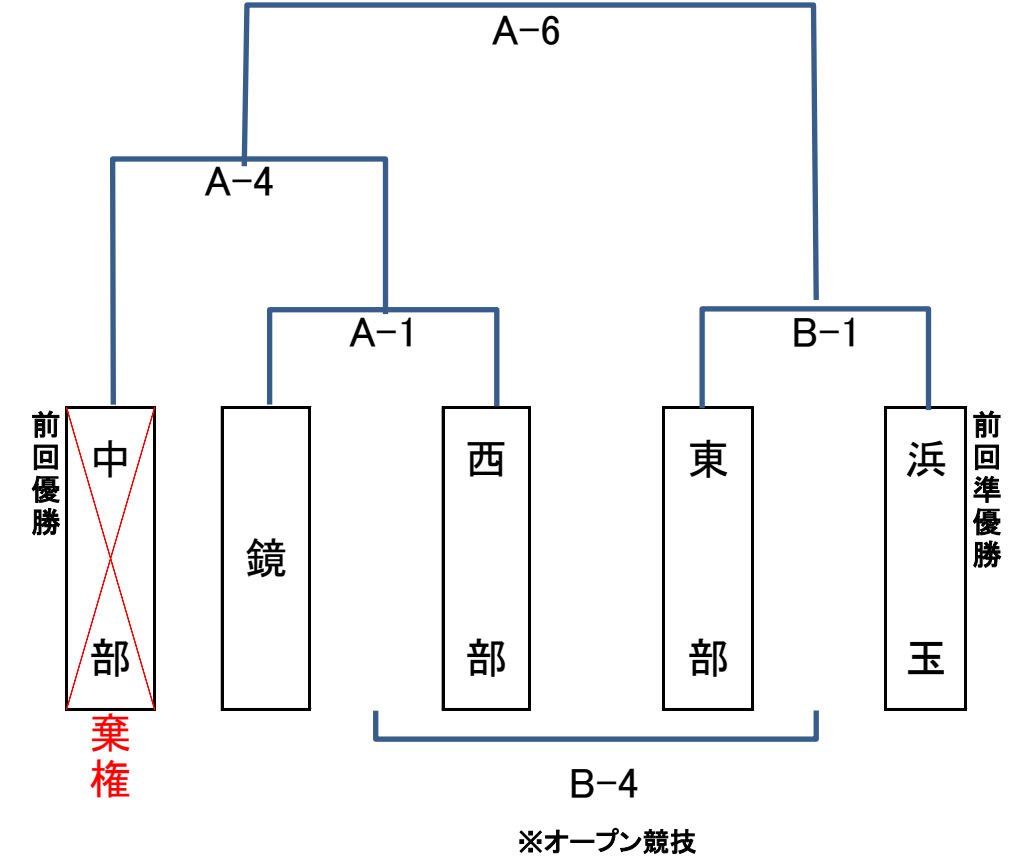 A-6
A-4
A-1
B-1
前回優勝
中部
鏡
西部
東部
浜玉
前回準優勝
棄権
B-4
※オープン競技